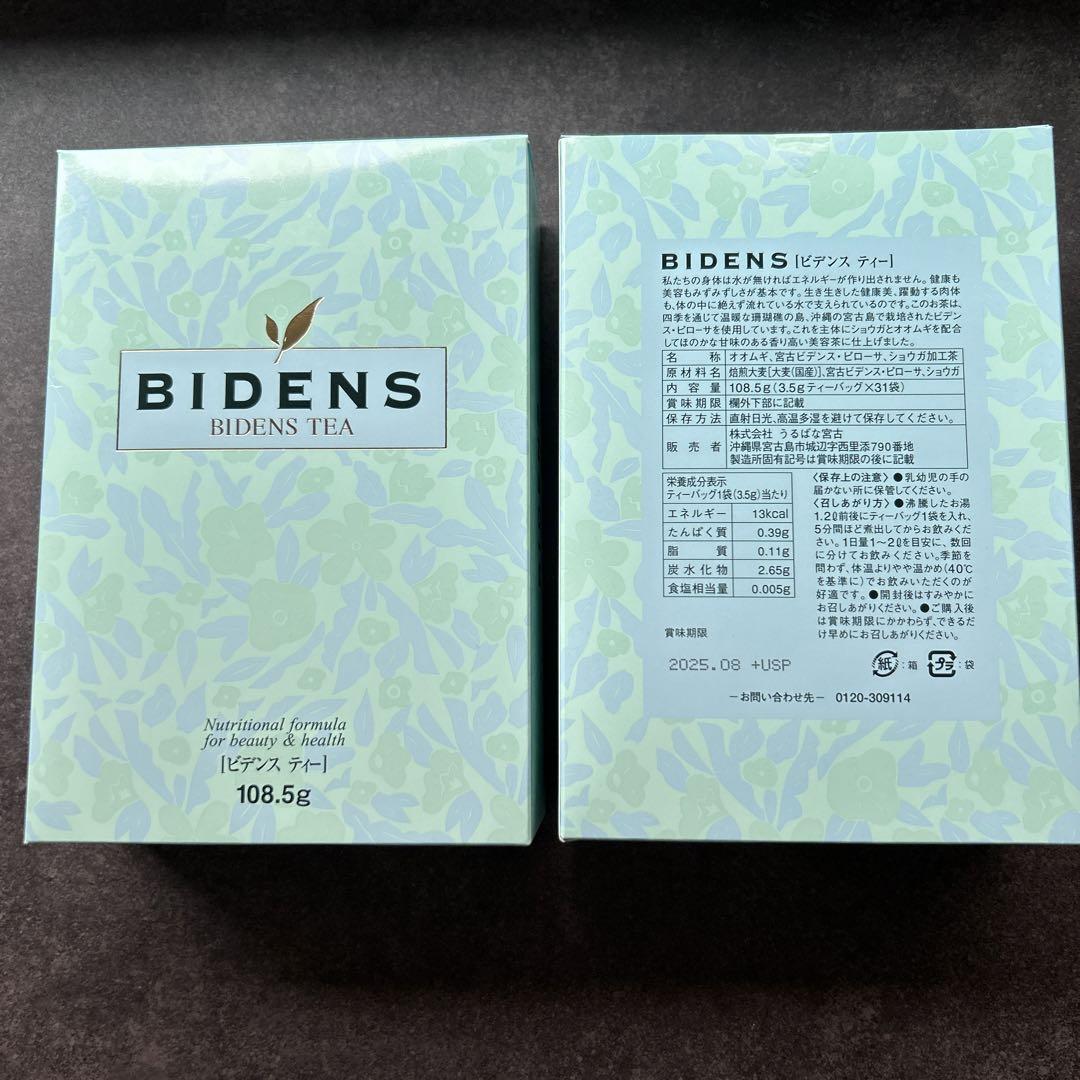 BIDENS
BIDENS TEA
Nutritional formula
for beauty & health
[ビデンス ティー]
108.5g
BIDENS [ビデンス ティー]
私たちの身体は水が無ければエネルギーが作り出されません。健康も
美容もみずみずしさが基本です。生き生きした健康美。躍動する肉体
も、体の中に絶えず流れている水で支えられているのです。このお茶は、
四季を通じて温暖な珊瑚礁の島、沖縄の宮古島で栽培されたビデン
ス・ピローサを使用しています。これを主体にショウガとオオムギを配合
してほのかな甘味のある香り高い美容茶に仕上げました。
名称 オオムギ、宮古ビデンス・ピローサ、ショウガ加工茶
原材料名 焙煎大麦[大麦(国産)]、宮古ビデンス・ピローサ、ショウガ
内容量 108.5g(3.5gティーバッグ×31袋)
賞味期限 欄外下部に記載
保存方法 直射日光、高温多湿を避けて保存してください。
販売者 株式会社 うるばな宮古
沖縄県宮古島市城辺字西里添790番地
製造所固有記号は賞味期限の後に記載
栄養成分表示
ティーバッグ1袋(3.5g)当たり
エネルギー 13kcal
たんぱく質 0.39g
脂質 0.11g
炭水化物 2.65g
食塩相当量 0.005g
〈保存上の注意〉●乳幼児の手の
届かない所に保管してください。
〈召しあがり方〉●沸騰したお湯
1.2ℓ前後にティーバッグ1袋を入れ、
5分間ほど煮出してからお飲みくだ
さい。1日量1〜2ℓを目安に、数回
に分けてお飲みください。季節を
問わず、体温よりやや温かめ(40℃
を基準に)でお飲みいただくのが
好適です。●開封後はすみやかに
お召しあがりください。●ご購入後
は賞味期限にかかわらず、できるだ
け早めにお召しあがりください。
賞味期限
2025.08 +USP
紙:箱 プラ:袋
−お問い合わせ先− 0120-309114